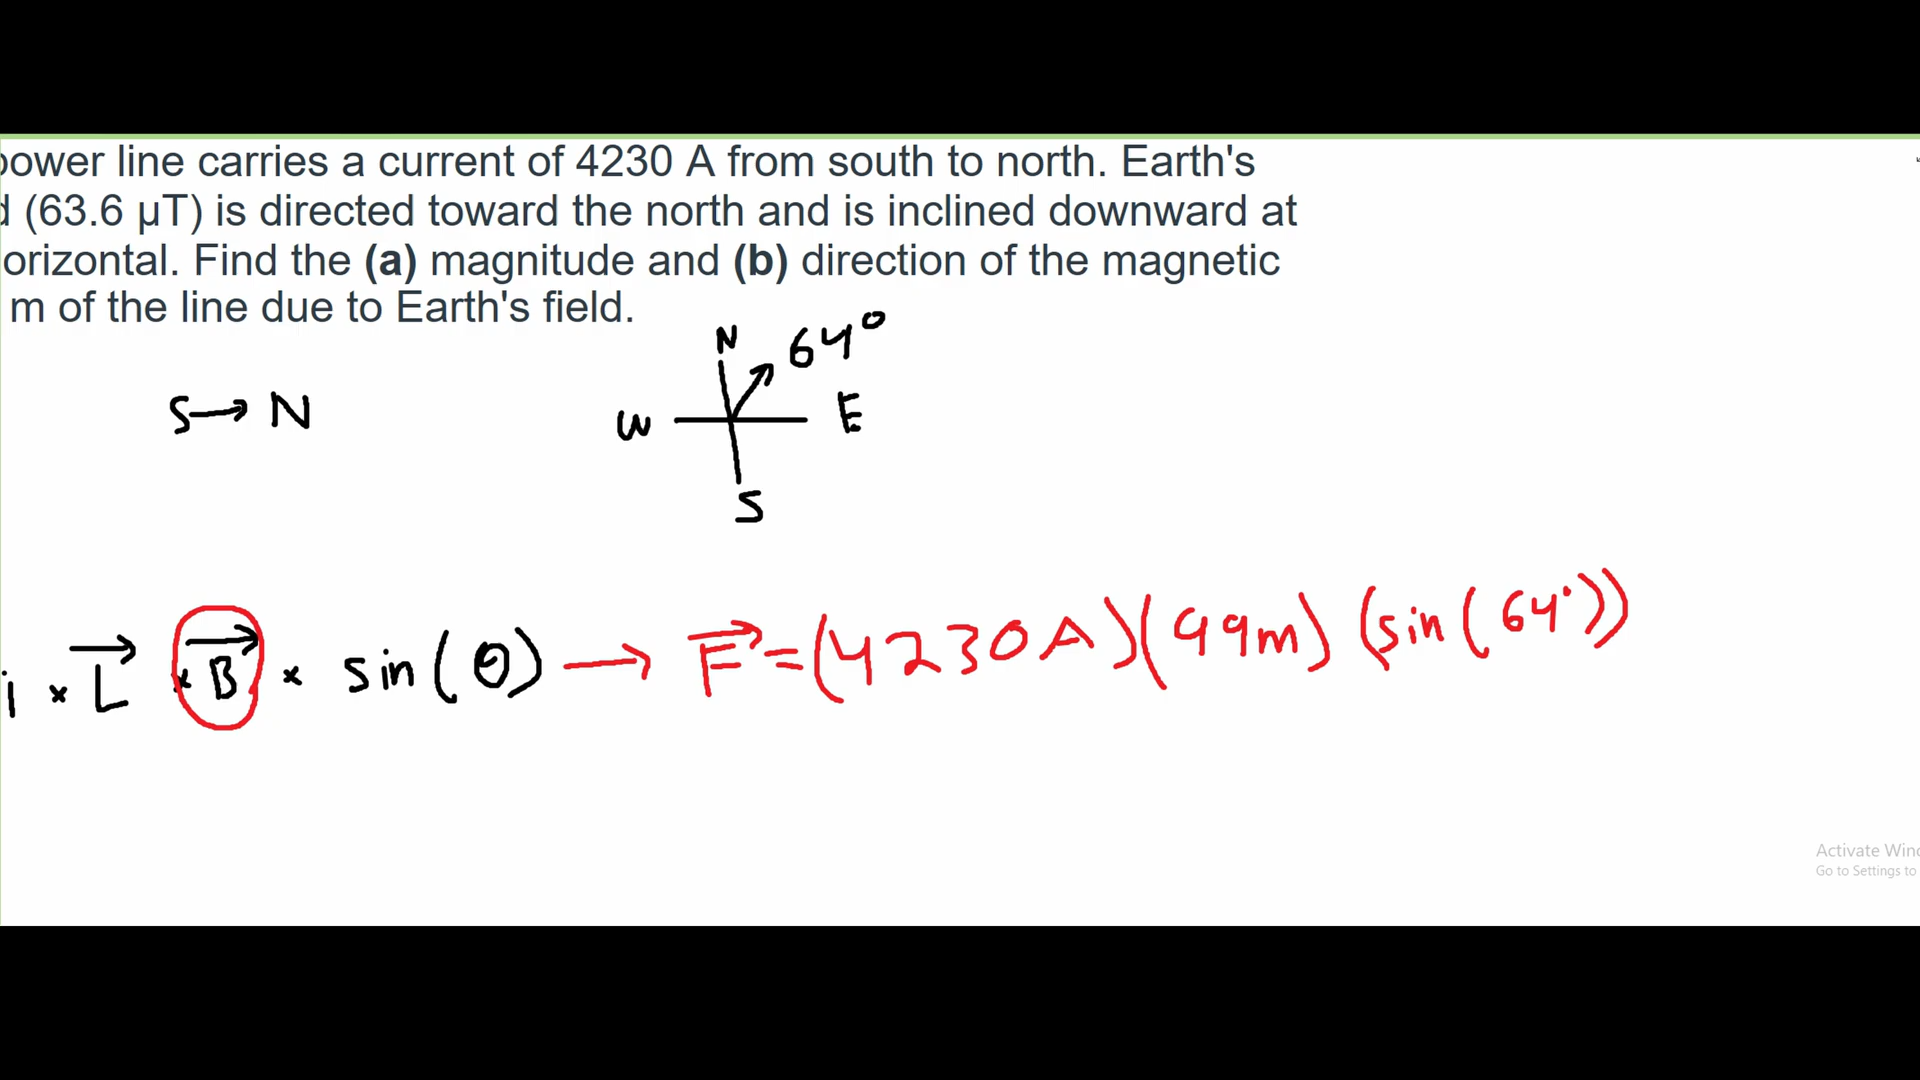 power line carries a current of 4230 A from south to north. Earth's
(63.6 µT) is directed toward the north and is inclined downward at
orizontal. Find the (a) magnitude and (b) direction of the magnetic
m of the line due to Earth's field.
N 64°
S → N
W E
S
i × L × B × sin(θ) → F = (4230A)(99m)(sin(64°))
Activate Wind
Go to Settings to